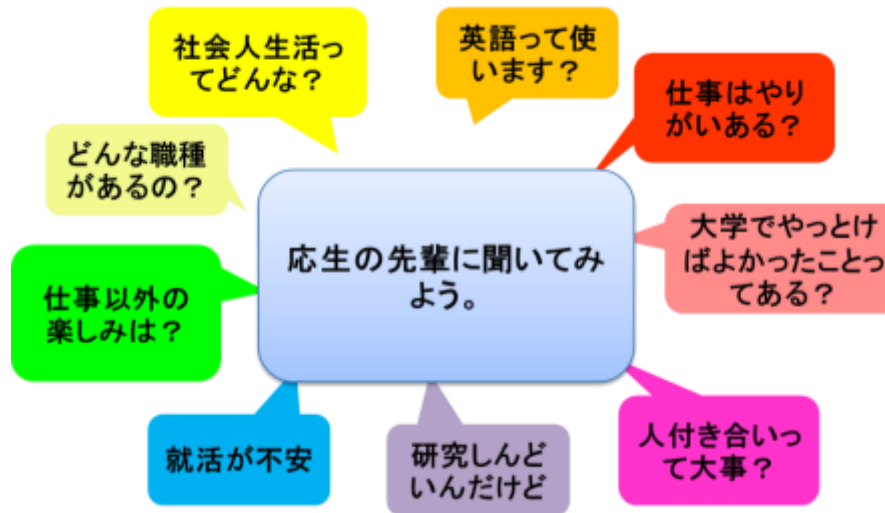 社会人生活っ
てどんな？
英語って使
います？
仕事はやり
がいある？
どんな職種
があるの？
大学でやっとけ
ばよかったことっ
てある？
応生の先輩に聞いてみ
よう。
仕事以外の
楽しみは？
人付き合いっ
て大事？
就活が不安
研究しんど
いんだけど